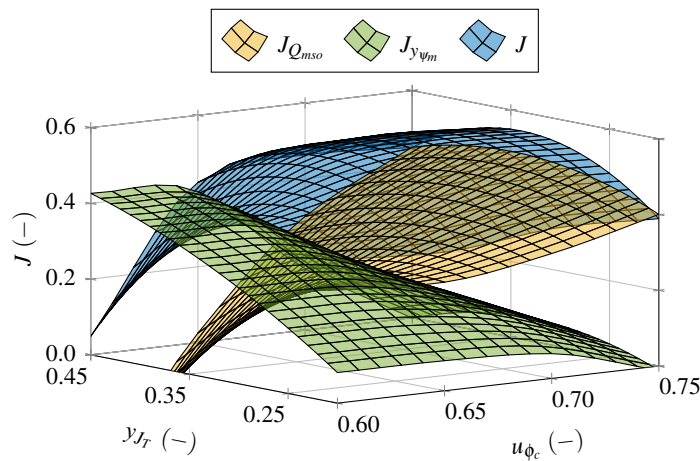 J_{Q_{mso}} J_{y_{ψ_m}} J
0.6
0.4
0.2
0.0
J (−)
0.45
0.35
0.25
y_{J_T} (−)
0.60
0.65
0.70
0.75
u_{ϕ_c} (−)